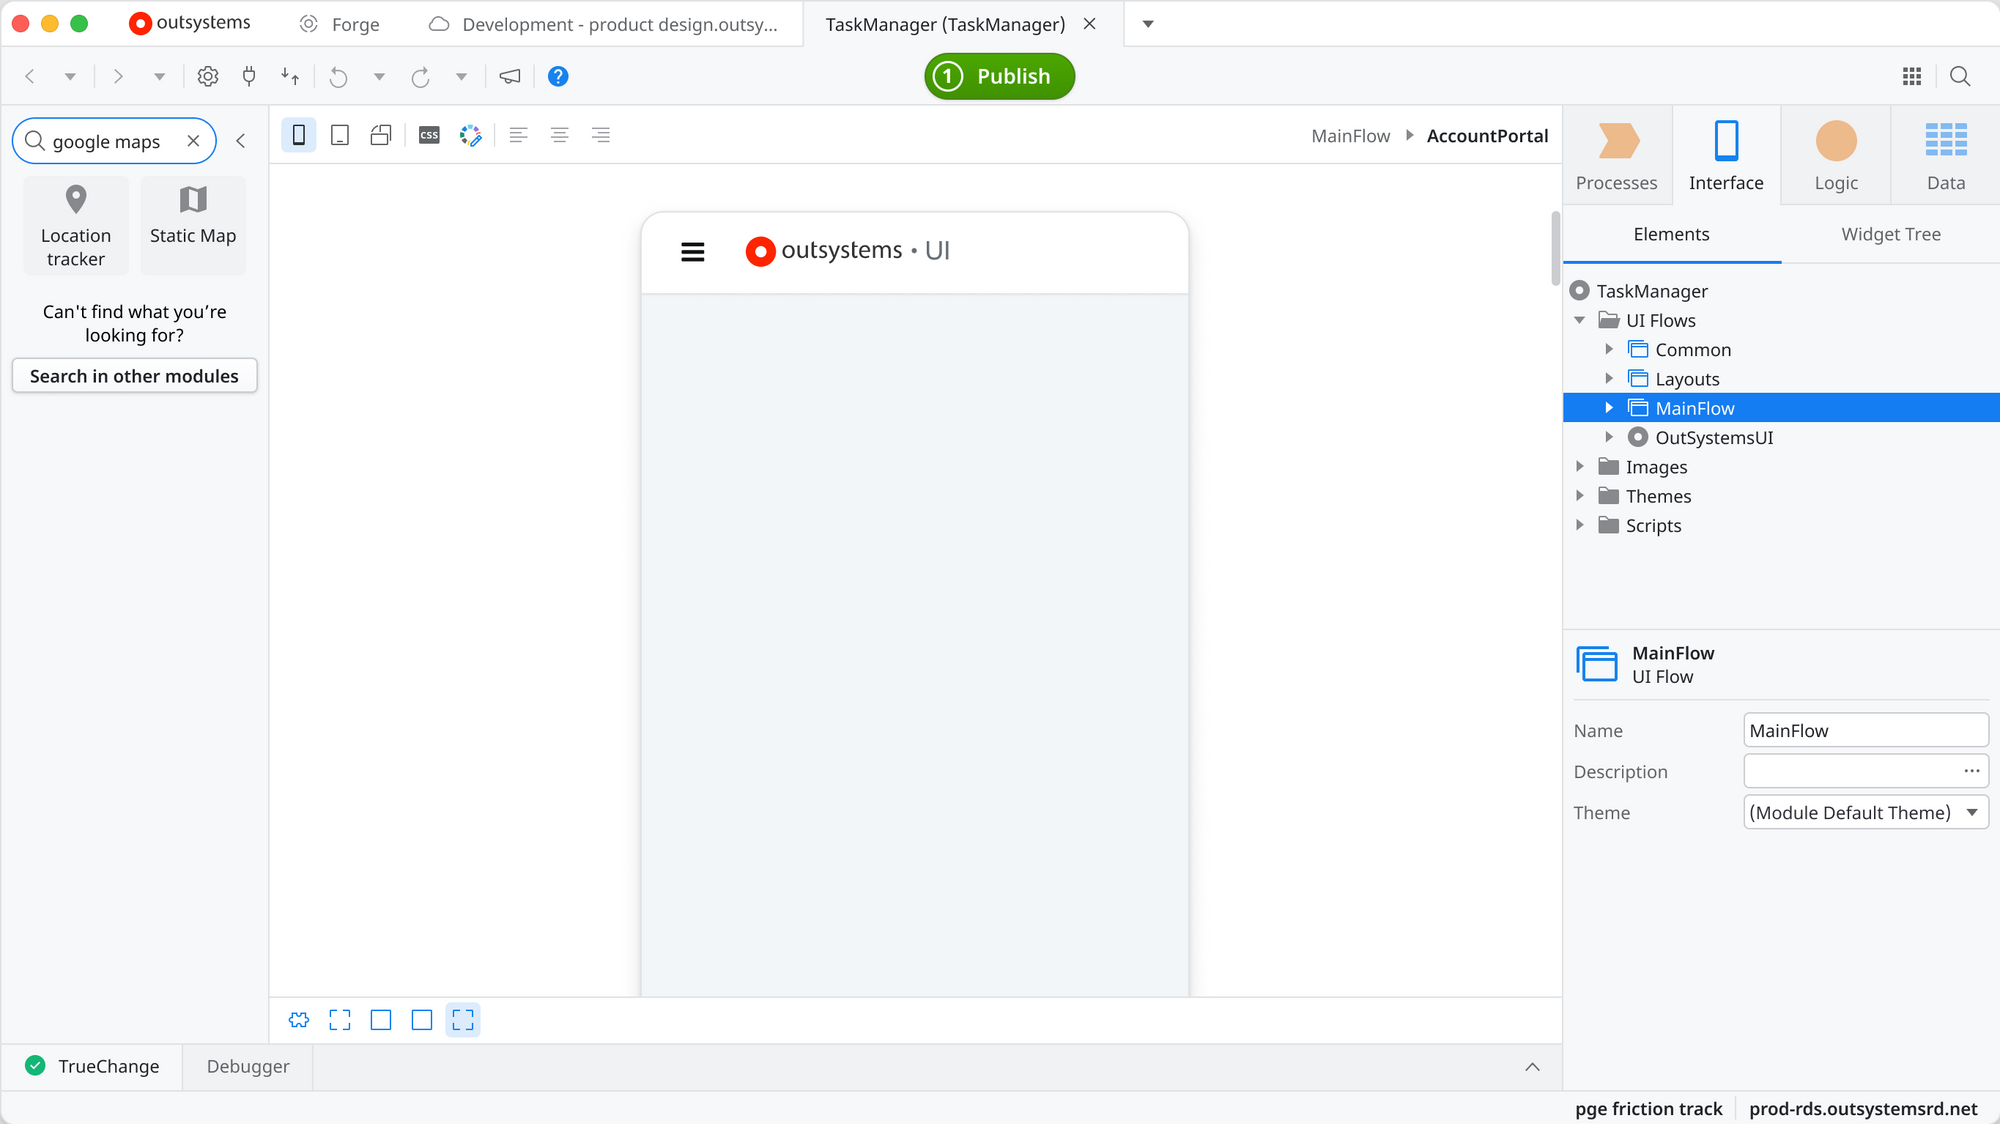 outsystems
Forge
Development - product design.outsy...
TaskManager (TaskManager)
1 Publish
google maps
Location
tracker
Static Map
Can't find what you’re
looking for?
Search in other modules
css
MainFlow
AccountPortal
outsystems • UI
Processes
Interface
Logic
Data
Elements
Widget Tree
TaskManager
UI Flows
Common
Layouts
MainFlow
OutSystemsUI
Images
Themes
Scripts
MainFlow
UI Flow
Name
MainFlow
Description
...
Theme
(Module Default Theme)
TrueChange
Debugger
pge friction track
prod-rds.outsystemsrd.net